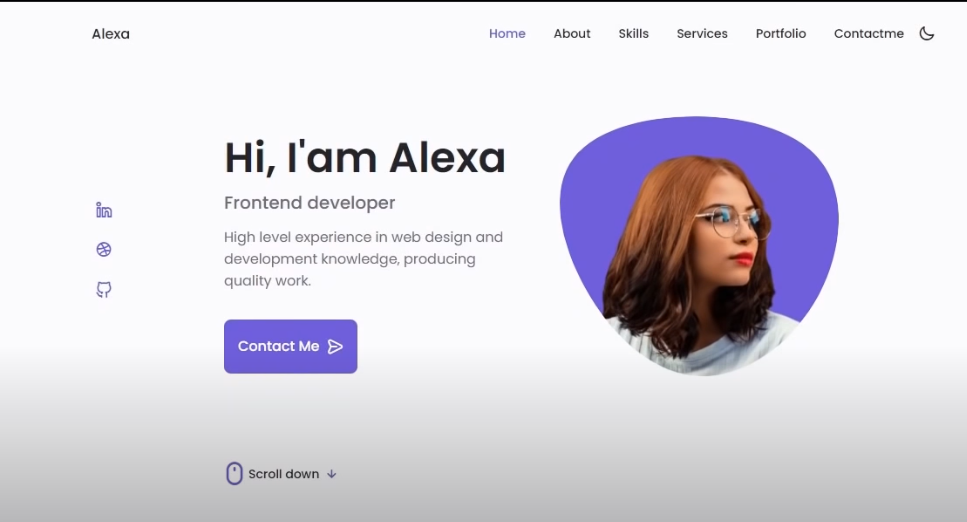 Alexa
Home About Skills Services Portfolio Contactme
Hi, I'am Alexa
Frontend developer
High level experience in web design and
development knowledge, producing
quality work.
Contact Me
Scroll down